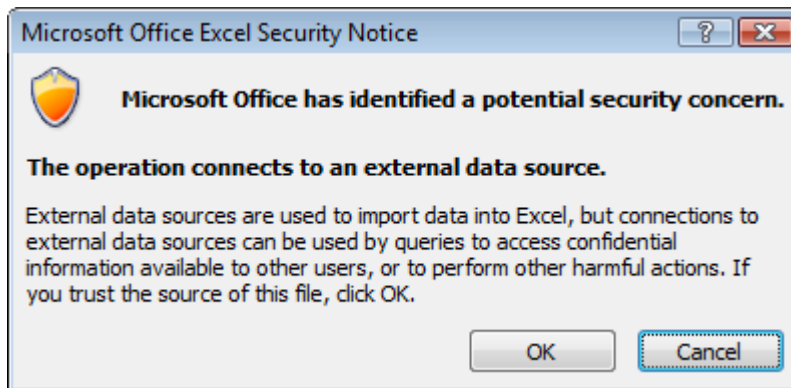 Microsoft Office Excel Security Notice
Microsoft Office has identified a potential security concern.
The operation connects to an external data source.
External data sources are used to import data into Excel, but connections to
external data sources can be used by queries to access confidential
information available to other users, or to perform other harmful actions. If
you trust the source of this file, click OK.
OK Cancel